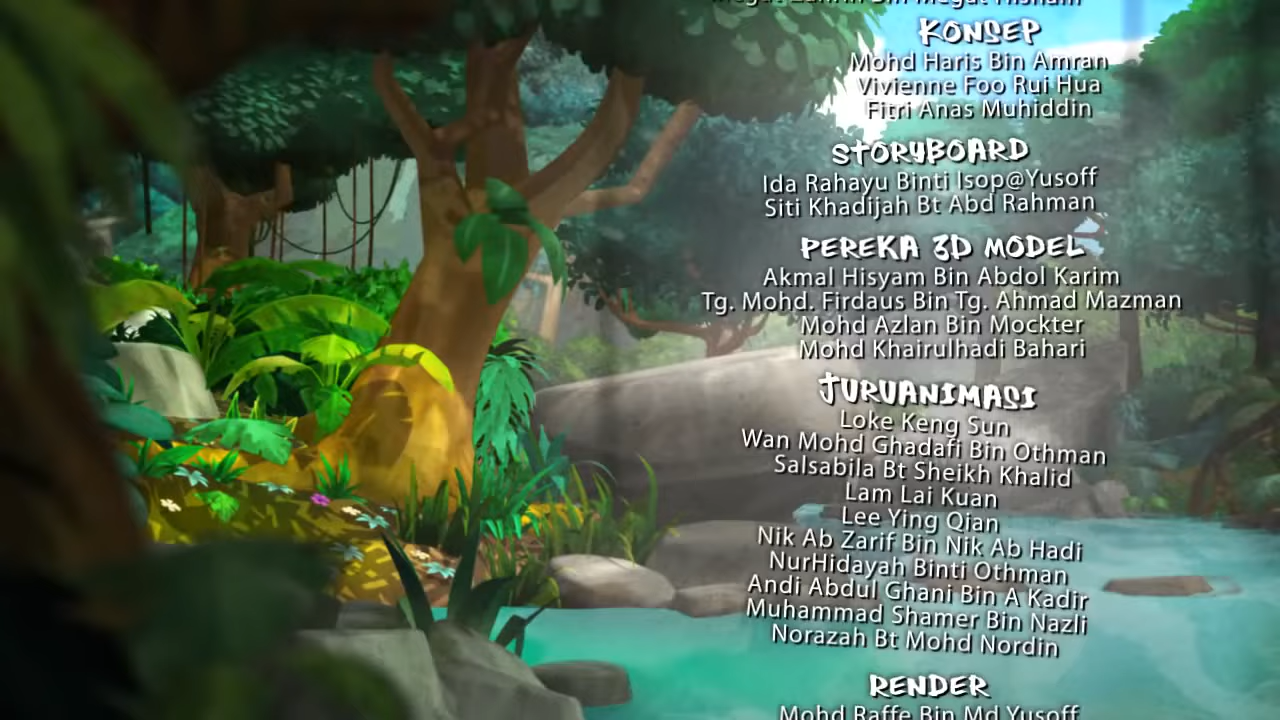 KONSEP
Mohd Haris Bin Amran
Vivienne Foo Rui Hua
Fitri Anas Muhiddin
STORYBOARD
Ida Rahayu Binti Isop@Yusoff
Siti Khadijah Bt Abd Rahman
PEREKA 3D MODEL
Akmal Hisyam Bin Abdol Karim
Tg. Mohd. Firdaus Bin Tg. Ahmad Mazman
Mohd Azlan Bin Mockter
Mohd Khairulhadi Bahari
JURUANIMASI
Loke Keng Sun
Wan Mohd Ghadafi Bin Othman
Salsabila Bt Sheikh Khalid
Lam Lai Kuan
Lee Ying Qian
Nik Ab Zarif Bin Nik Ab Hadi
NurHidayah Binti Othman
Andi Abdul Ghani Bin A Kadir
Muhammad Shamer Bin Nazli
Norazah Bt Mohd Nordin
RENDER
Mohd Raffe Bin Md Yusoff